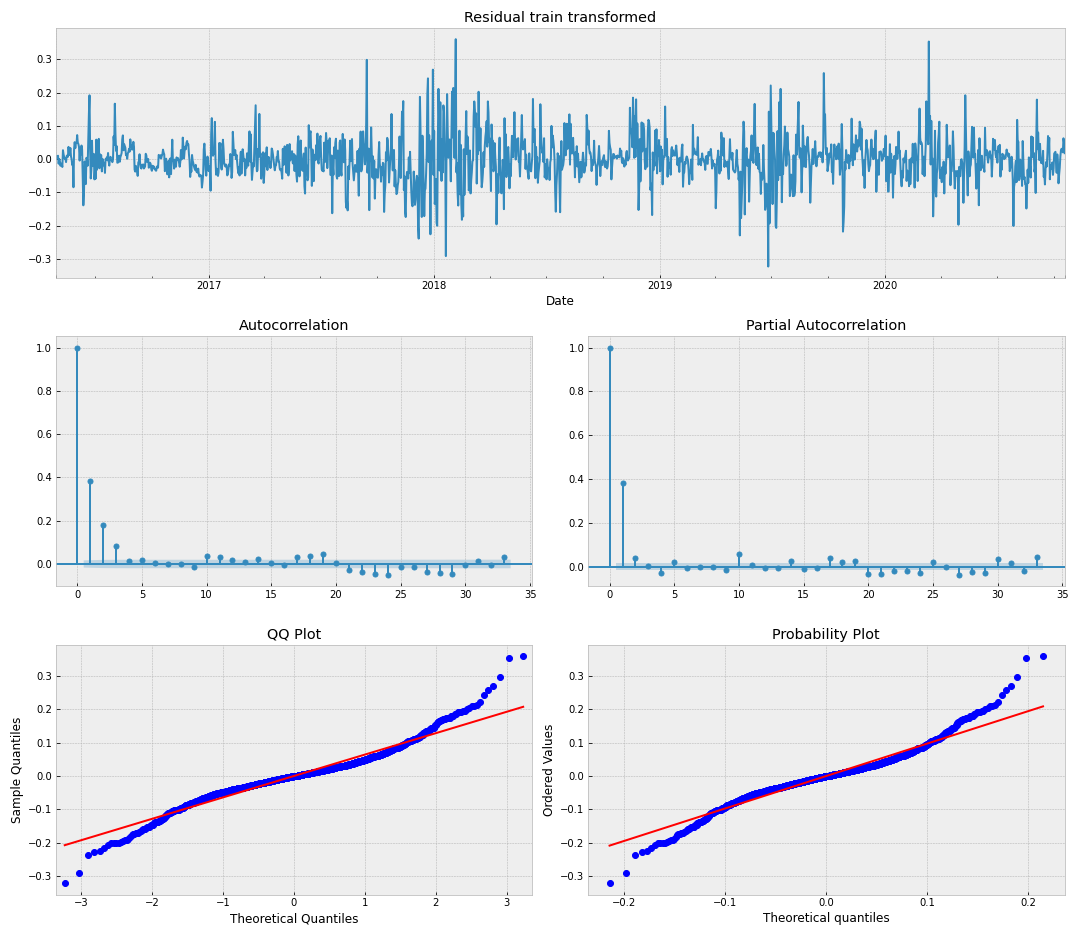 Residual train transformed
0.3
0.2
0.1
0.0
−0.1
−0.2
−0.3
2017 2018 2019 2020
Date
Autocorrelation
1.0
0.8
0.6
0.4
0.2
0.0
0 5 10 15 20 25 30 35
Partial Autocorrelation
1.0
0.8
0.6
0.4
0.2
0.0
0 5 10 15 20 25 30 35
QQ Plot
Sample Quantiles
0.3
0.2
0.1
0.0
−0.1
−0.2
−0.3
−3 −2 −1 0 1 2 3
Theoretical Quantiles
Probability Plot
Ordered Values
0.3
0.2
0.1
0.0
−0.1
−0.2
−0.3
−0.2 −0.1 0.0 0.1 0.2
Theoretical quantiles